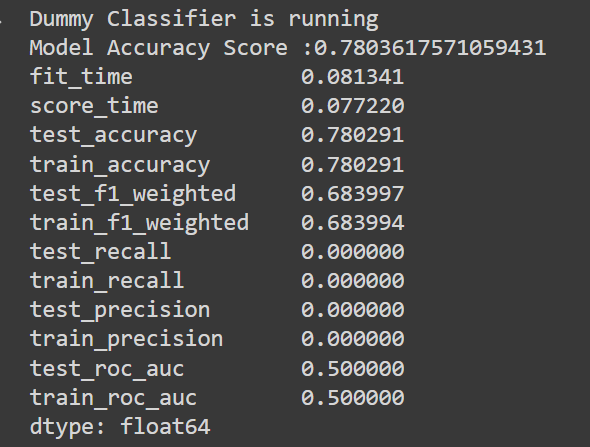 Dummy Classifier is running
Model Accuracy Score :0.7803617571059431
fit_time 0.081341
score_time 0.077220
test_accuracy 0.780291
train_accuracy 0.780291
test_f1_weighted 0.683997
train_f1_weighted 0.683994
test_recall 0.000000
train_recall 0.000000
test_precision 0.000000
train_precision 0.000000
test_roc_auc 0.500000
train_roc_auc 0.500000
dtype: float64